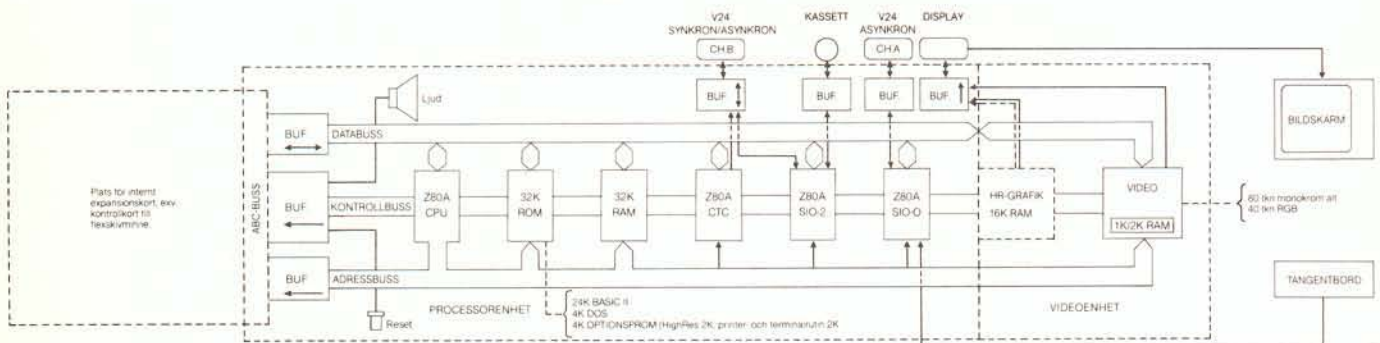 V24
SYNKRON/ASYNKRON
CH.B
KASSETT
V24
ASYNKRON
CH.A
DISPLAY
BUF.
BUF.
BUF.
BUF.
Ljud
BILDSKÄRM
Plats för internt
expansionskort, exv.
kontrollkort till
flexskivminne.
ABC-BUSS
BUF
DATABUSS
BUF
KONTROLLBUSS
BUF
ADRESSBUSS
Z80A
CPU
32K
ROM
32K
RAM
Z80A
CTC
Z80A
SIO-2
Z80A
SIO-0
HR-GRAFIK
16K RAM
VIDEO
1K/2K RAM
80 tkn monokrom alt
40 tkn RGB
TANGENTBORD
Reset
PROCESSORENHET
24K BASIC II
4K DOS
4K OPTIONSPROM (HighRes 2K, printer- och terminalrutin 2K
VIDEOENHET